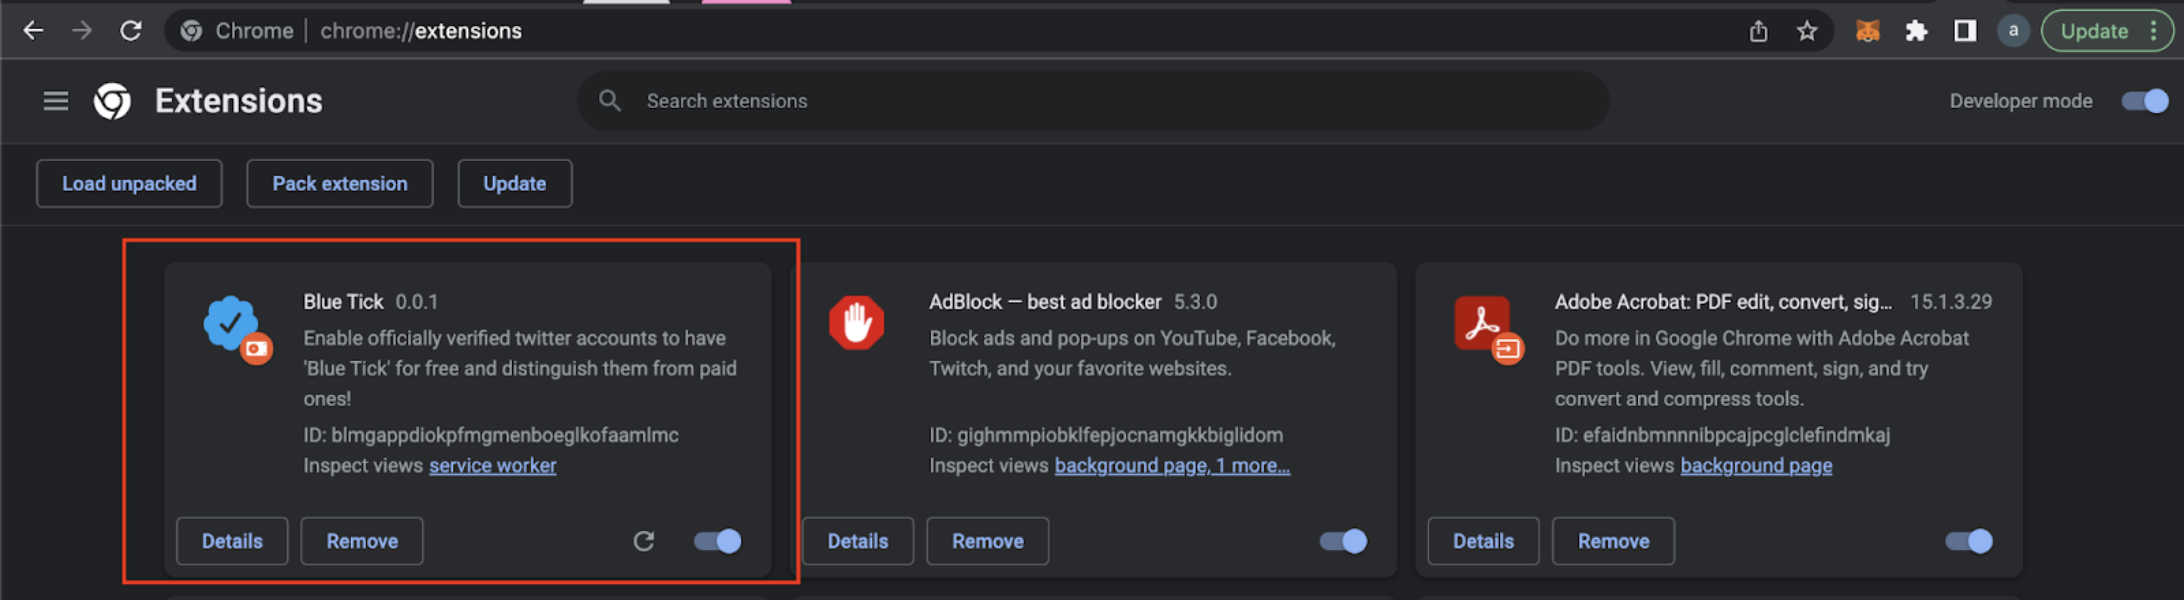 Chrome | chrome://extensions
a
Update
Extensions
Search extensions
Developer mode
Load unpacked
Pack extension
Update
Blue Tick 0.0.1
Enable officially verified twitter accounts to have
'Blue Tick' for free and distinguish them from paid
ones!
ID: blmgappdiokpfmgmenboeglkofaamlmc
Inspect views service worker
Details
Remove
AdBlock — best ad blocker 5.3.0
Block ads and pop-ups on YouTube, Facebook,
Twitch, and your favorite websites.
ID: gighmmpiobklfepjocnamgkkbiglidom
Inspect views background page, 1 more...
Details
Remove
Adobe Acrobat: PDF edit, convert, sig... 15.1.3.29
Do more in Google Chrome with Adobe Acrobat
PDF tools. View, fill, comment, sign, and try
convert and compress tools.
ID: efaidnbmnnnibpcajpcglclefindmkaj
Inspect views background page
Details
Remove